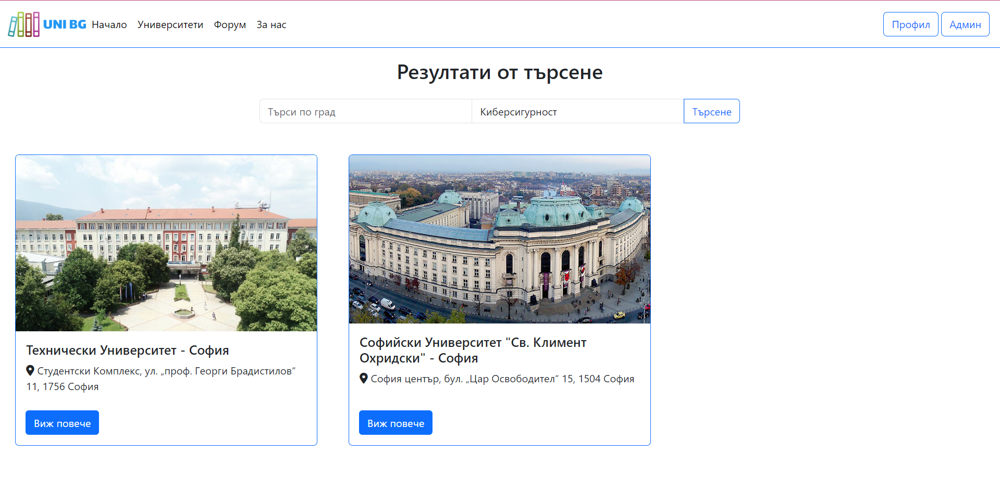 UNI BG Начало Университети Форум За нас Профил Админ
Резултати от търсене
Търси по град Киберсигурност Търсене
Технически Университет - София
Студентски Комплекс, ул. „проф. Георги Брадистилов“
11, 1756 София
Виж повече
Софийски Университет "Св. Климент
Охридски" - София
София център, бул. „Цар Освободител“ 15, 1504 София
Виж повече